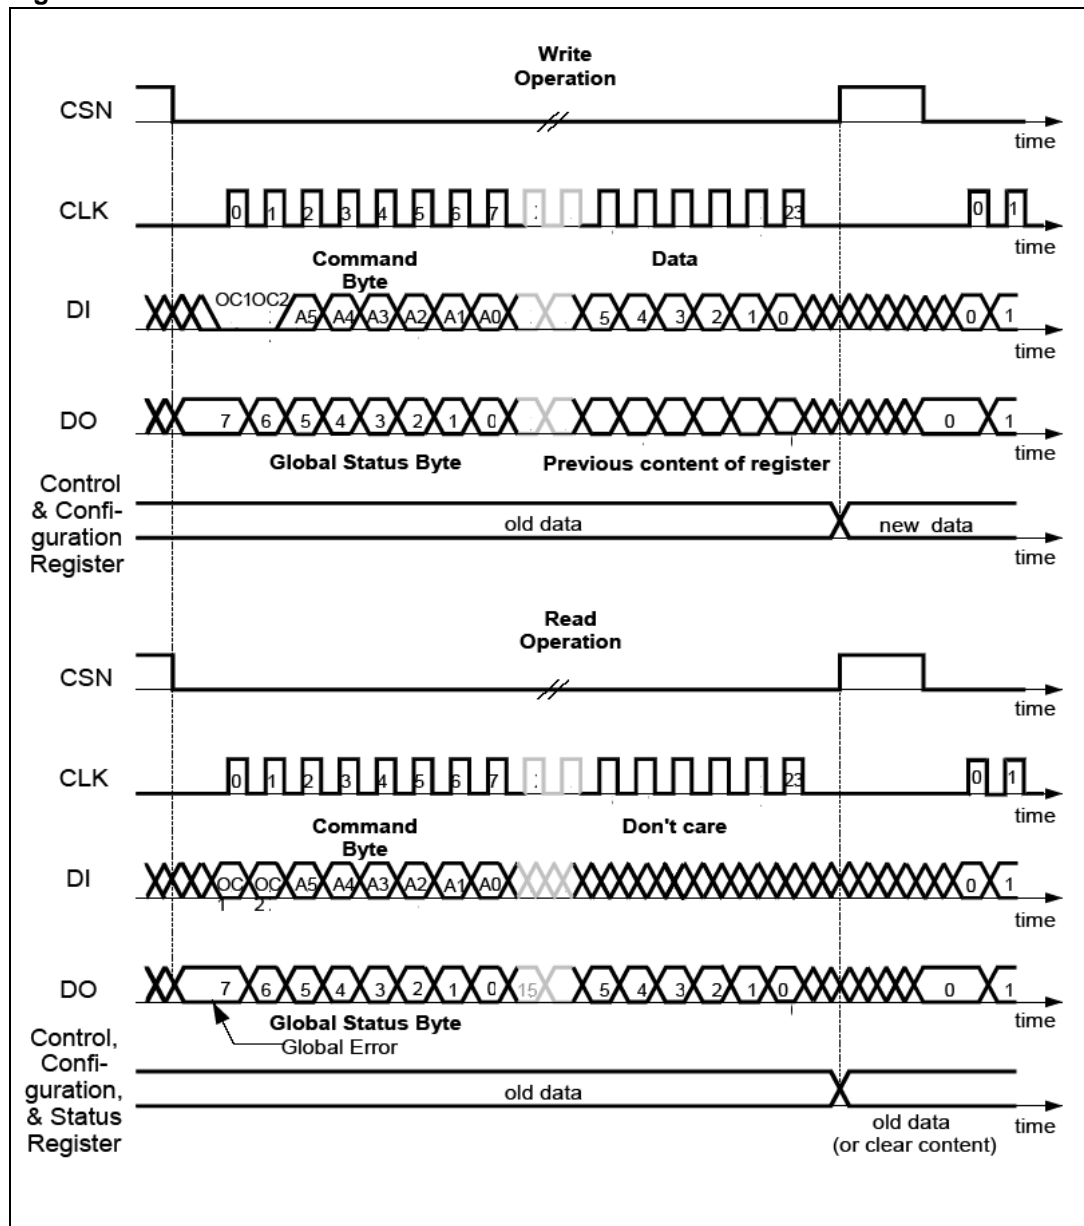 Write
Operation
CSN
time
CLK
0 1 2 3 4 5 6 7 23 0 1
time
Command
Byte
Data
DI
OC1OC2 A5 A4 A3 A2 A1 A0 5 4 3 2 1 0 0 1
time
DO
7 6 5 4 3 2 1 0 0 1
time
Global Status Byte
Previous content of register
Control
& Confi-
guration
Register
old data
new data
time
Read
Operation
CSN
time
CLK
0 1 2 3 4 5 6 7 23 0 1
time
Command
Byte
Don't care
DI
OC OC A5 A4 A3 A2 A1 A0 0 1
1 2
time
DO
7 6 5 4 3 2 1 0 15 5 4 3 2 1 0 0 1
time
Global Status Byte
Global Error
Control,
Confi-
guration,
& Status
Register
old data
old data
(or clear content)
time